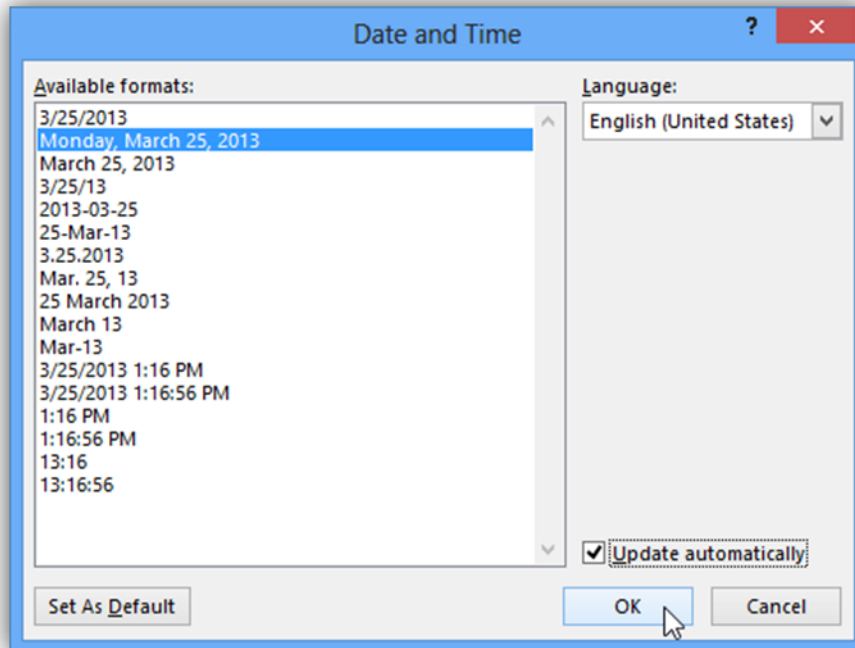 Date and Time
?
Available formats:
3/25/2013
Monday, March 25, 2013
March 25, 2013
3/25/13
2013-03-25
25-Mar-13
3.25.2013
Mar. 25, 13
25 March 2013
March 13
Mar-13
3/25/2013 1:16 PM
3/25/2013 1:16:56 PM
1:16 PM
1:16:56 PM
13:16
13:16:56
Language:
English (United States)
Update automatically
Set As Default
OK
Cancel